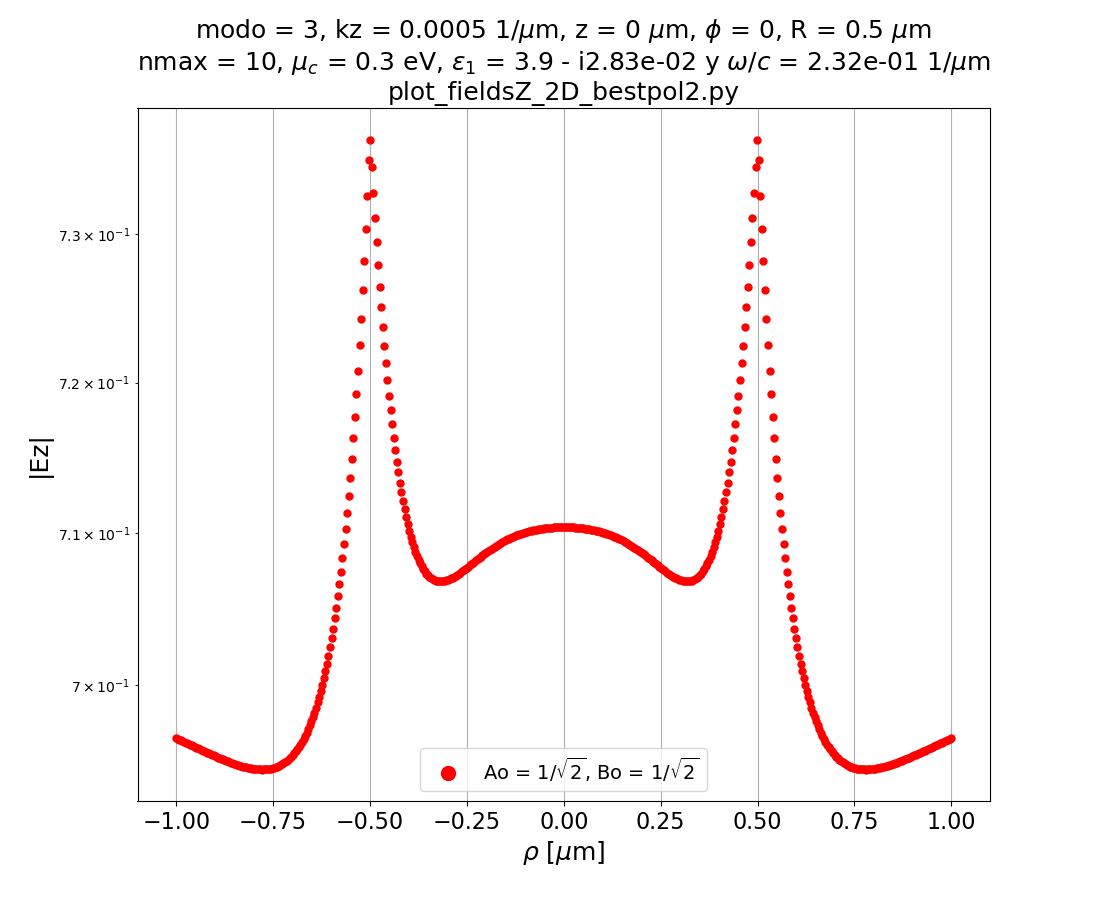 modo = 3, kz = 0.0005 1/μm, z = 0 μm, ϕ = 0, R = 0.5 μm
nmax = 10, μ_c = 0.3 eV, ε₁ = 3.9 - i2.83e-02 y ω/c = 2.32e-01 1/μm
plot_fieldsZ_2D_bestpol2.py
7.3 × 10⁻¹
7.2 × 10⁻¹
7.1 × 10⁻¹
7 × 10⁻¹
|Ez|
Ao = 1/√2, Bo = 1/√2
−1.00 −0.75 −0.50 −0.25 0.00 0.25 0.50 0.75 1.00
ρ [μm]